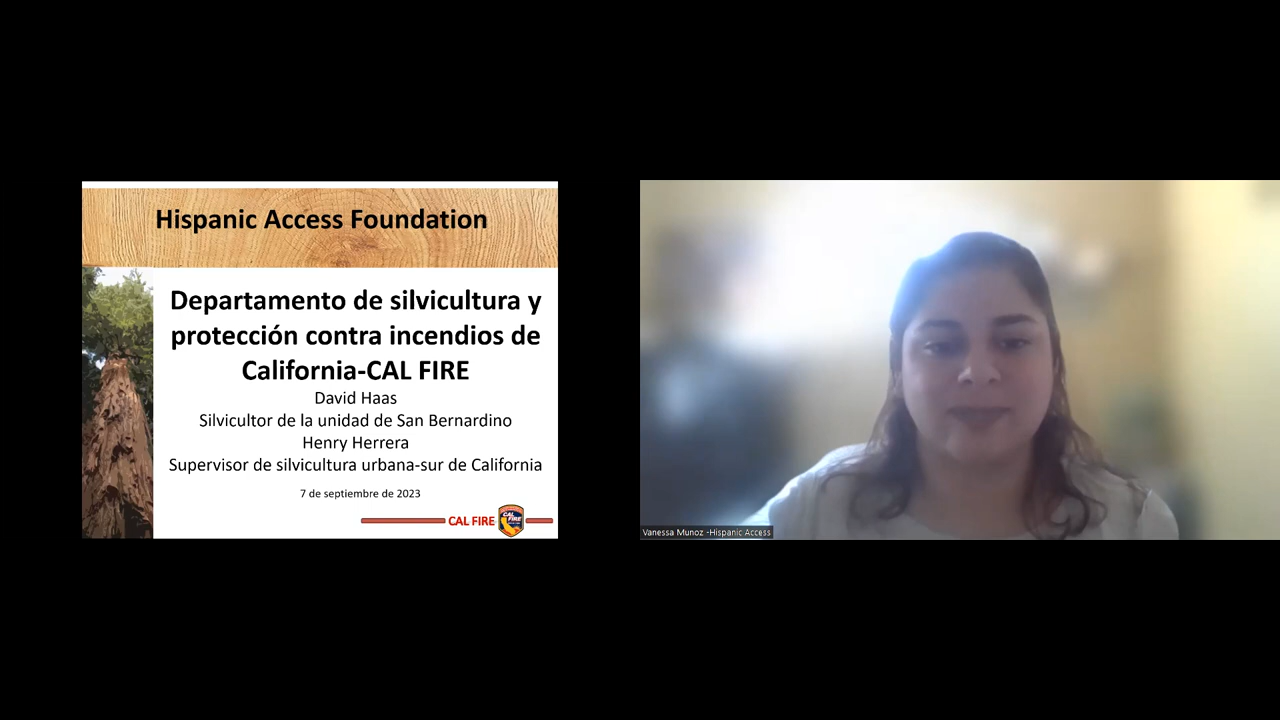 Hispanic Access Foundation
Departamento de silvicultura y
protección contra incendios de
California-CAL FIRE
David Haas
Silvicultor de la unidad de San Bernardino
Henry Herrera
Supervisor de silvicultura urbana-sur de California
7 de septiembre de 2023
CAL FIRE
CAL
FIRE
Vanessa Munoz -Hispanic Access